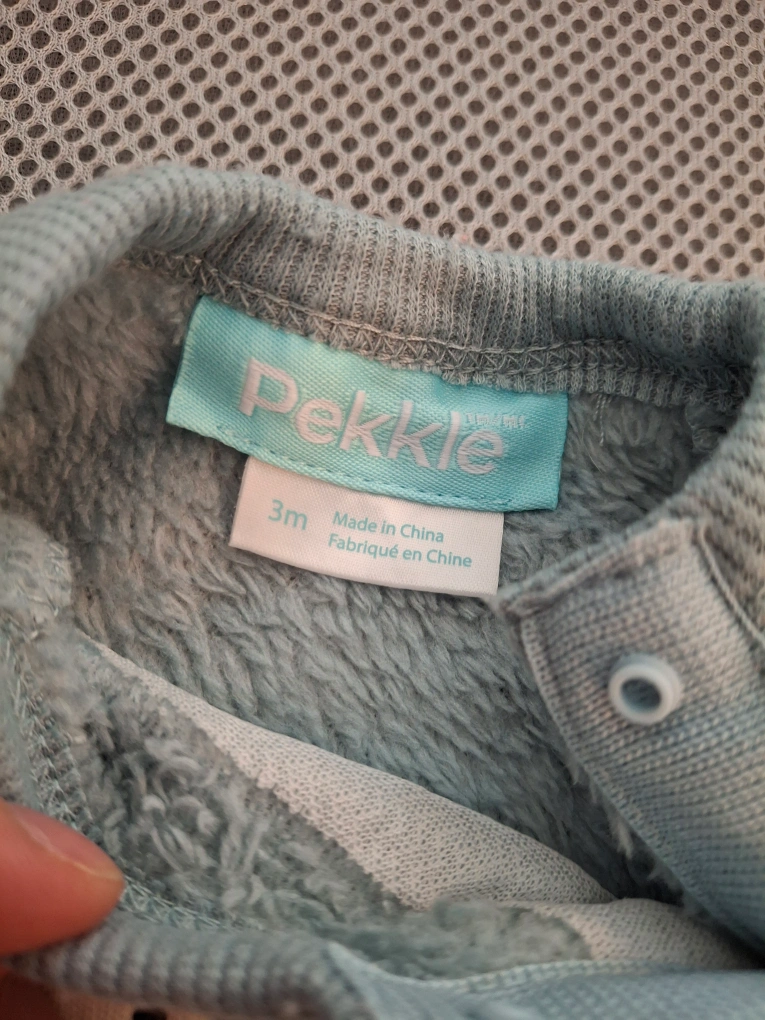 Pekkle
3m
Made in China
Fabriqué en Chine